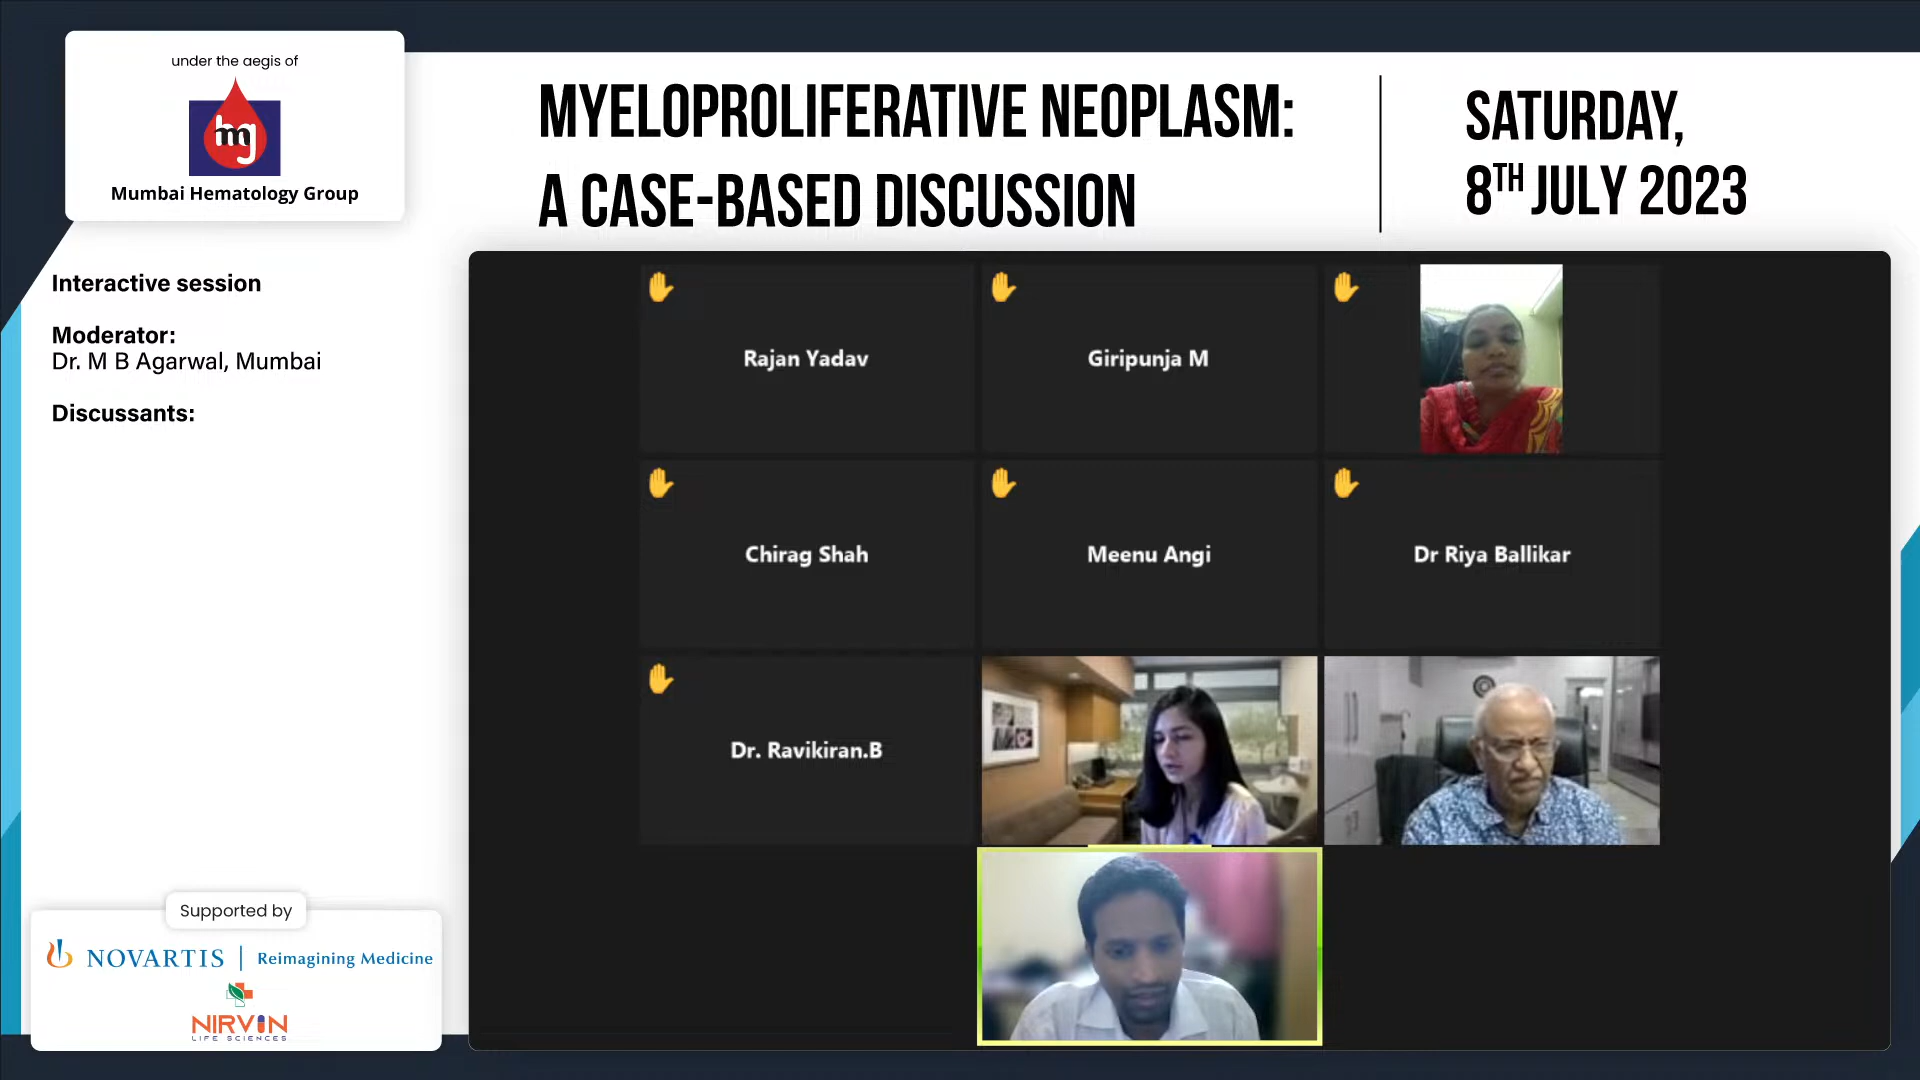 under the aegis of
mhg
Mumbai Hematology Group
MYELOPROLIFERATIVE NEOPLASM:
A CASE-BASED DISCUSSION
SATURDAY,
8TH JULY 2023
Interactive session
Moderator:
Dr. M B Agarwal, Mumbai
Discussants:
Rajan Yadav
Giripunja M
Chirag Shah
Meenu Angi
Dr Riya Ballikar
Dr. Ravikiran.B
Supported by
NOVARTIS | Reimagining Medicine
NIRVIN
LIFE SCIENCES